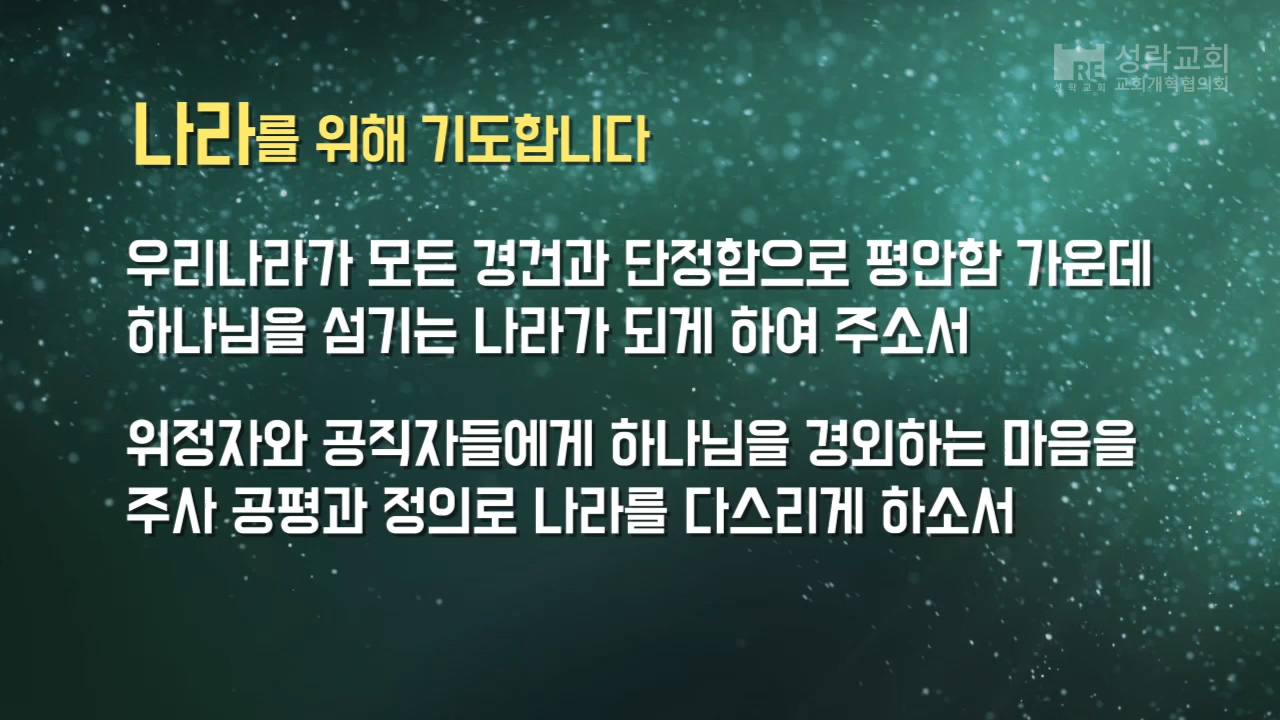 성락교회
RE
성락교회
교회개혁협의회
나라를 위해 기도합니다
우리나라가 모든 경건과 단정함으로 평안함 가운데
하나님을 섬기는 나라가 되게 하여 주소서
위정자와 공직자들에게 하나님을 경외하는 마음을
주사 공평과 정의로 나라를 다스리게 하소서